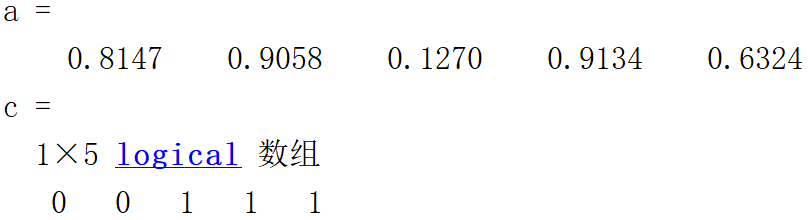 a =
0.8147 0.9058 0.1270 0.9134 0.6324
c =
1×5 logical 数组
0 0 1 1 1